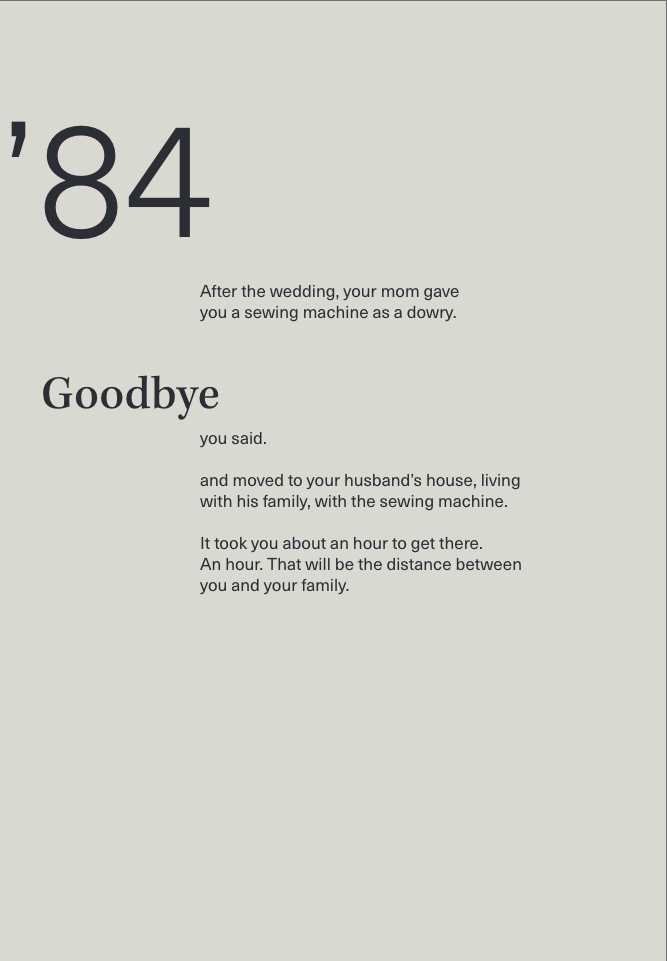 ’84
After the wedding, your mom gave
you a sewing machine as a dowry.
Goodbye
you said.
and moved to your husband’s house, living
with his family, with the sewing machine.
It took you about an hour to get there.
An hour. That will be the distance between
you and your family.